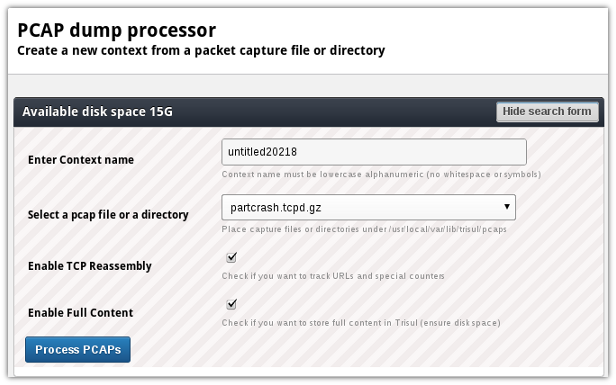 PCAP dump processor
Create a new context from a packet capture file or directory
Available disk space 15G
Hide search form
Enter Context name
untitled20218
Context name must be lowercase alphanumeric (no whitespace or symbols)
Select a pcap file or a directory
partcrash.tcpd.gz
Place capture files or directories under /usr/local/var/lib/trisul/pcaps
Enable TCP Reassembly
Check if you want to track URLs and special counters
Enable Full Content
Check if you want to store full content in Trisul (ensure disk space)
Process PCAPs